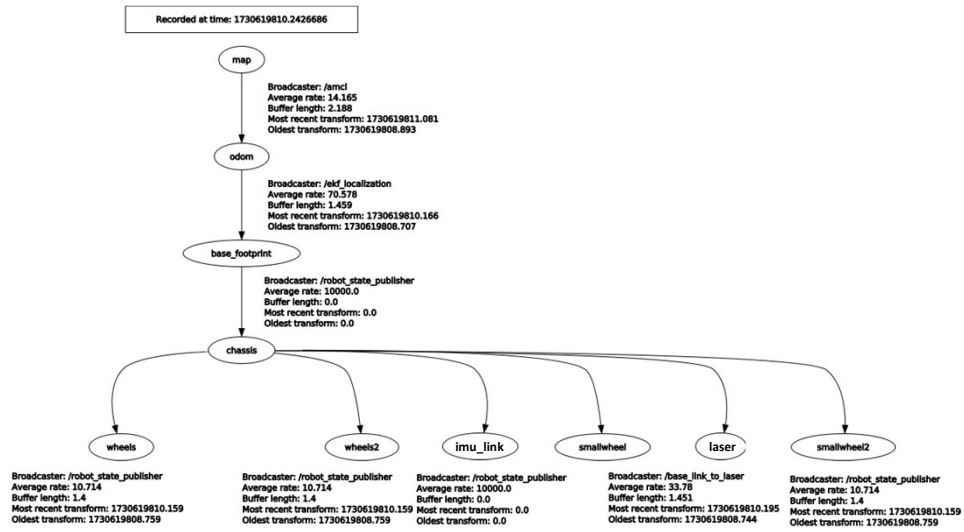 Recorded at time: 1730619810.2426686
map
Broadcaster: /amcl
Average rate: 14.165
Buffer length: 2.188
Most recent transform: 1730619811.081
Oldest transform: 1730619808.893
odom
Broadcaster: /ekf_localization
Average rate: 70.578
Buffer length: 1.459
Most recent transform: 1730619810.166
Oldest transform: 1730619808.707
base_footprint
Broadcaster: /robot_state_publisher
Average rate: 10000.0
Buffer length: 0.0
Most recent transform: 0.0
Oldest transform: 0.0
chassis
wheels
wheels2
imu_link
smallwheel
laser
smallwheel2
Broadcaster: /robot_state_publisher
Average rate: 10.714
Buffer length: 1.4
Most recent transform: 1730619810.159
Oldest transform: 1730619808.759
Broadcaster: /robot_state_publisher
Average rate: 10.714
Buffer length: 1.4
Most recent transform: 1730619810.159
Oldest transform: 1730619808.759
Broadcaster: /robot_state_publisher
Average rate: 10000.0
Buffer length: 0.0
Most recent transform: 0.0
Oldest transform: 0.0
Broadcaster: /base_link_to_laser
Average rate: 33.78
Buffer length: 1.451
Most recent transform: 1730619810.195
Oldest transform: 1730619808.744
Broadcaster: /robot_state_publisher
Average rate: 10.714
Buffer length: 1.4
Most recent transform: 1730619810.159
Oldest transform: 1730619808.759